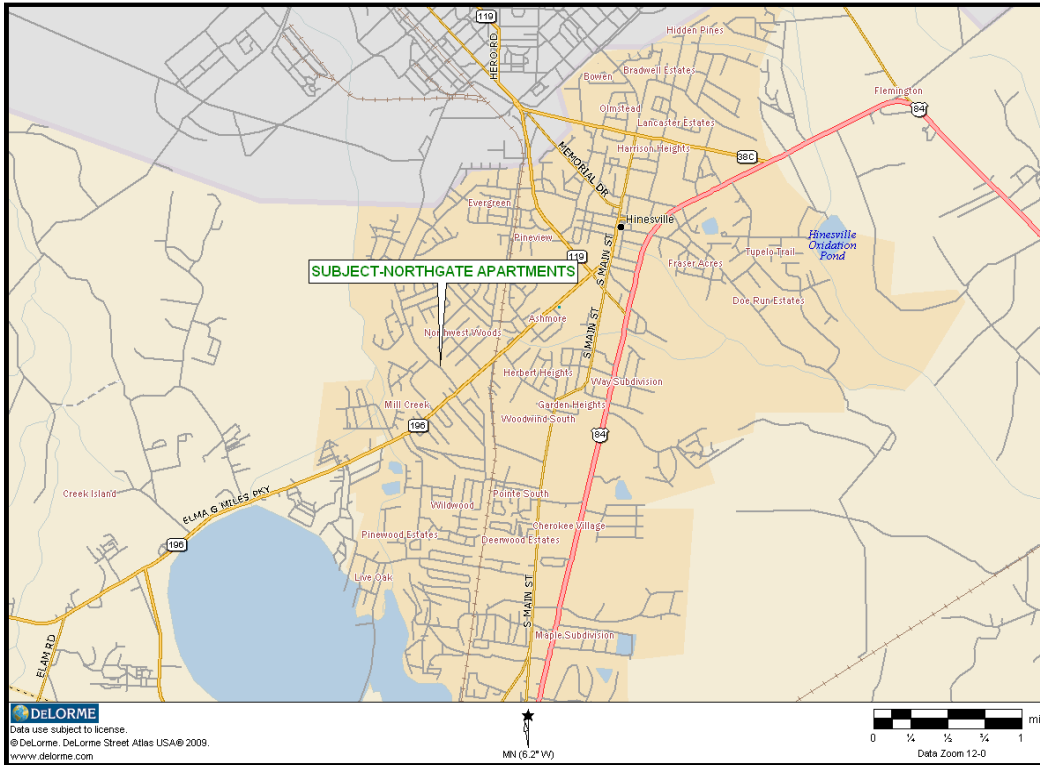 119
HERO RD
Hidden Pines
Bradwell Estates
Bowen
Flemington
84
Olmstead
Lancaster Estates
Harrison Heights
38C
MEMORIAL DR
Evergreen
Hinesville
Pineview
S MAIN ST
Hinesville
Oxidation
Pond
Tupelo Trail
Fraser Acres
119
SUBJECT-NORTHGATE APARTMENTS
Doe Run Estates
Ashmore
Northwest Woods
S MAIN ST
Herbert Heights
Way Subdivision
Mill Creek
Garden Heights
Woodwind South
196
84
Creek Island
ELMA G MILES PKY
Pointe South
Wildwood
Cherokee Village
Pinewood Estates
Deerwood Estates
196
Live Oak
S MAIN ST
Maple Subdivision
ELAM RD
DELORME
Data use subject to license.
© DeLorme. DeLorme Street Atlas USA® 2009.
www.delorme.com
MN (6.2° W)
mi
0 ¼ ½ ¾ 1
Data Zoom 12-0